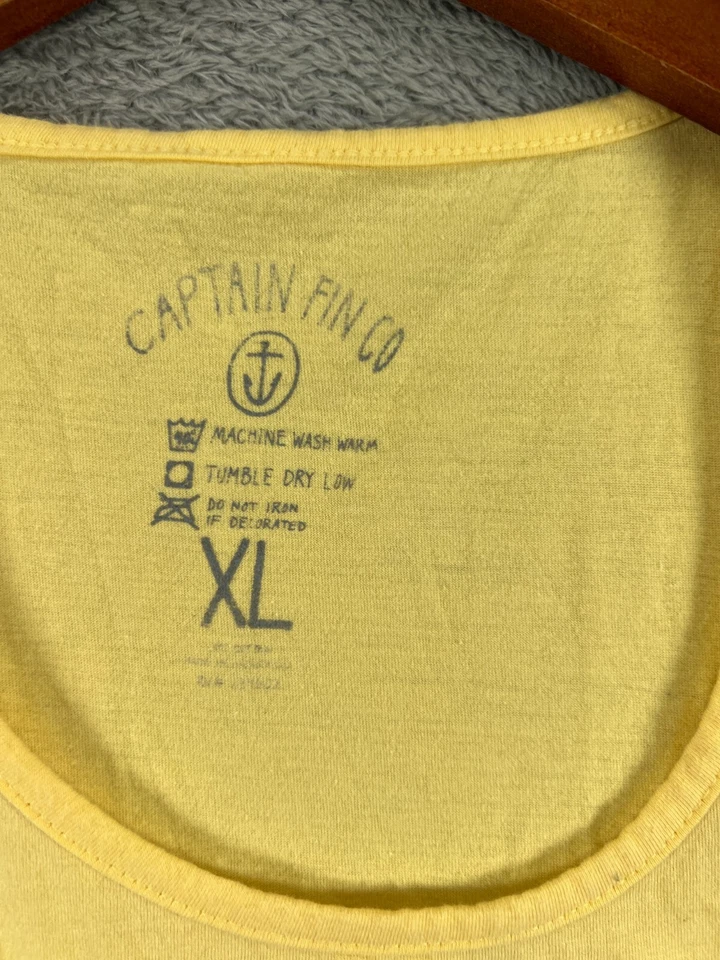 CAPTAIN FIN CO
MACHINE WASH WARM
TUMBLE DRY LOW
DO NOT IRON
IF DECORATED
XL